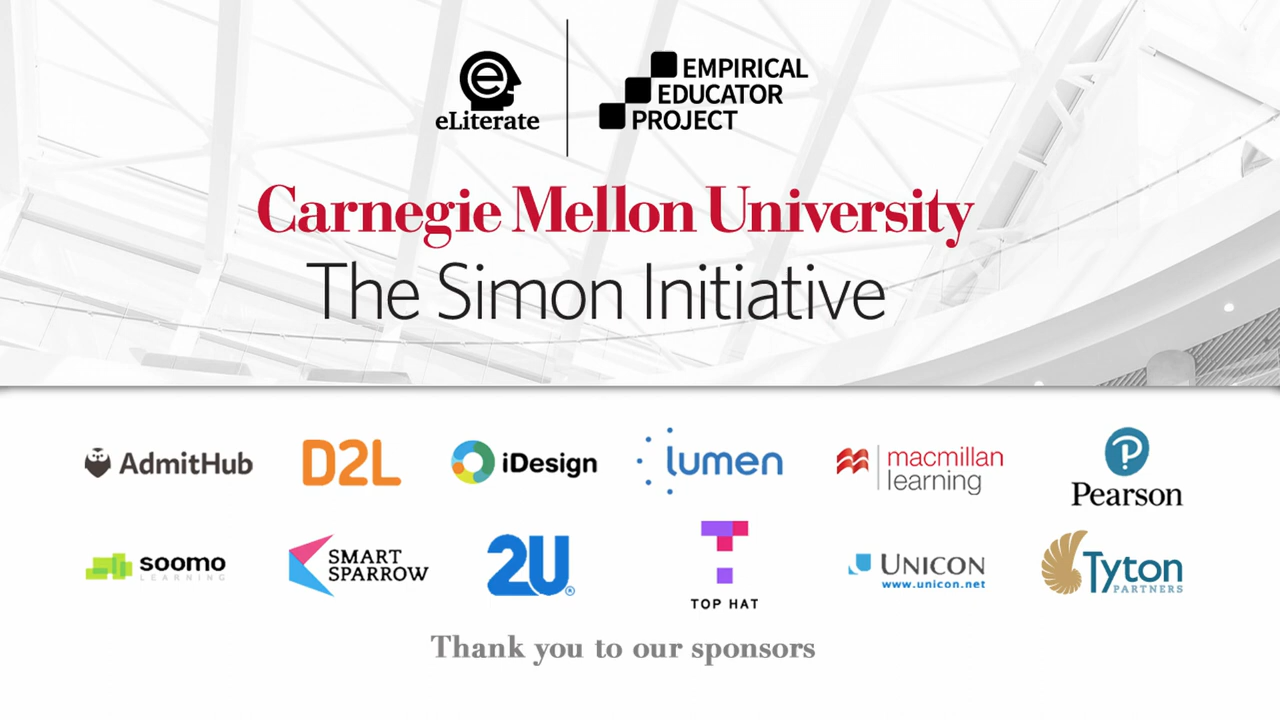 eLiterate
EMPIRICAL
EDUCATOR
PROJECT
Carnegie Mellon University
The Simon Initiative
AdmitHub
D2L
iDesign
lumen
macmillan
learning
Pearson
soomo
LEARNING
SMART
SPARROW
2U®
TOP HAT
UNICON
www.unicon.net
Tyton
PARTNERS
Thank you to our sponsors